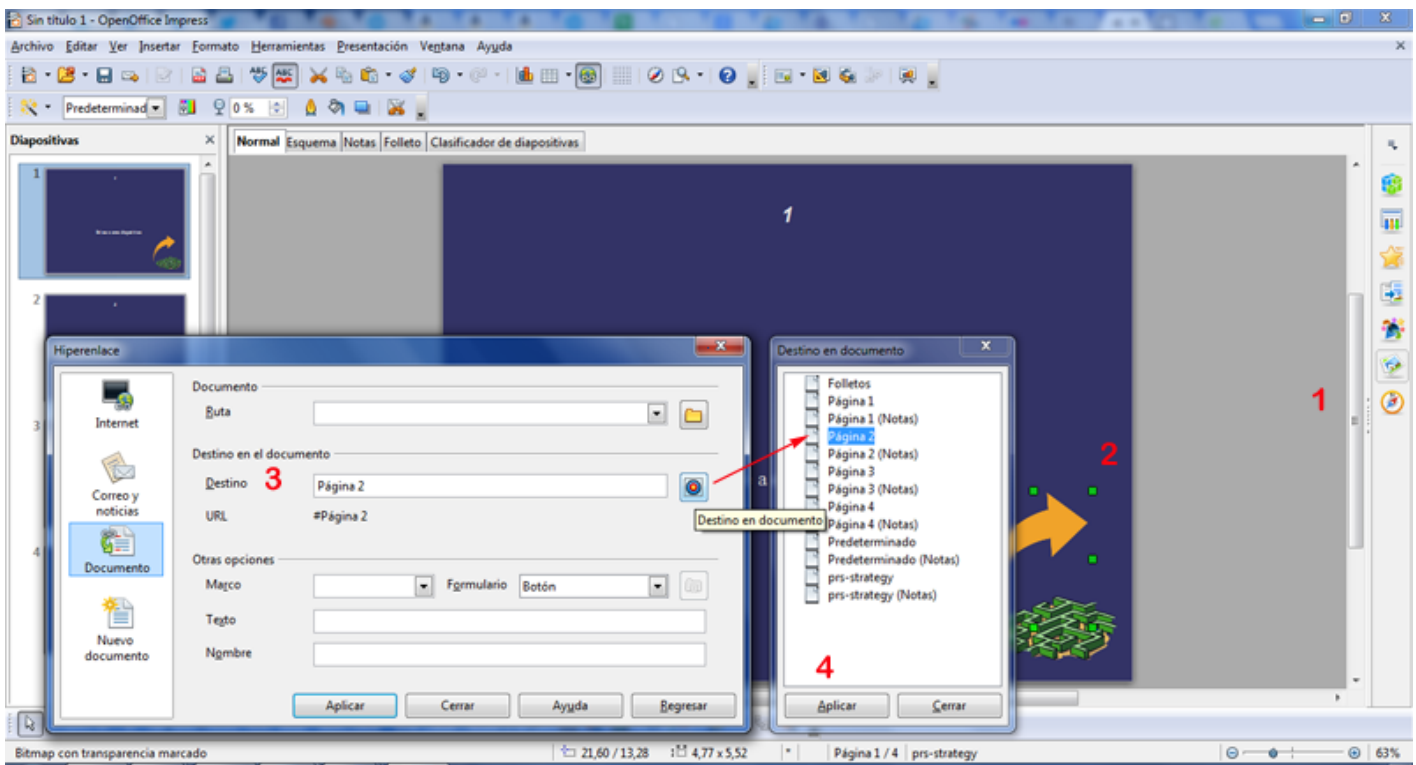 Sin título 1 - OpenOffice Impress
Archivo Editar Ver Insertar Formato Herramientas Presentación Ventana Ayuda
Predeterminad 0 %
Diapositivas
Normal Esquema Notas Folleto Clasificador de diapositivas
1
1
2
Hiperenlace
Internet
Correo y
noticias
Documento
Nuevo
documento
Documento
Ruta
Destino en el documento
Destino 3 Página 2
URL #Página 2
Destino en documento
Otras opciones
Marco Formulario Botón
Texto
Nombre
Aplicar Cerrar Ayuda Regresar
Destino en documento
Folletos
Página 1
Página 1 (Notas)
Página 2
Página 2 (Notas)
Página 3
Página 3 (Notas)
Página 4
Página 4 (Notas)
Predeterminado
Predeterminado (Notas)
prs-strategy
prs-strategy (Notas)
4
Aplicar Cerrar
a
1
2
3
4
Bitmap con transparencia marcado 21,60 / 13,28 4,77 x 5,52 * Página 1 / 4 prs-strategy 63%